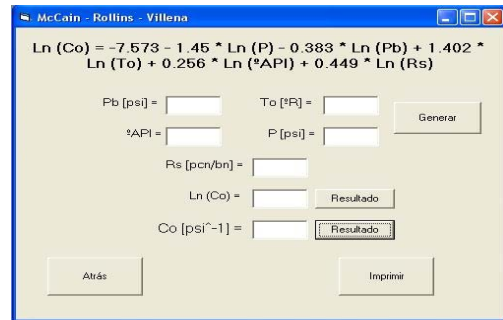 McCain - Rollins - Villena
Ln (Co) = -7.573 - 1.45 * Ln (P) - 0.383 * Ln (Pb) + 1.402 *
Ln (To) + 0.256 * Ln (ºAPI) + 0.449 * Ln (Rs)
Pb [psi] = To [ºR] =
Generar
ºAPI = P [psi] =
Rs [pcn/bn] =
Ln (Co) = Resultado
Co [psi^-1] = Resultado
Atrás Imprimir